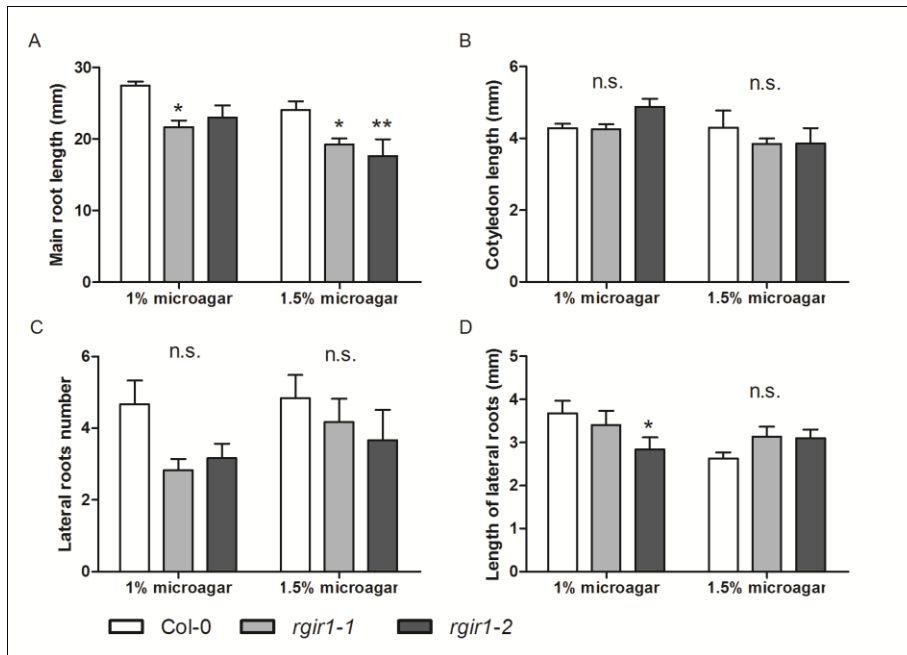 A
Main root length (mm)
30
20
10
0
*
*
**
1% microagar
1.5% microagar
B
Cotyledon length (mm)
6
4
2
0
n.s.
n.s.
1% microagar
1.5% microagar
C
Lateral roots number
6
4
2
0
n.s.
n.s.
1% microagar
1.5% microagar
D
Length of lateral roots (mm)
5
4
3
2
1
0
*
n.s.
1% microagar
1.5% microagar
Col-0 rgir1-1 rgir1-2